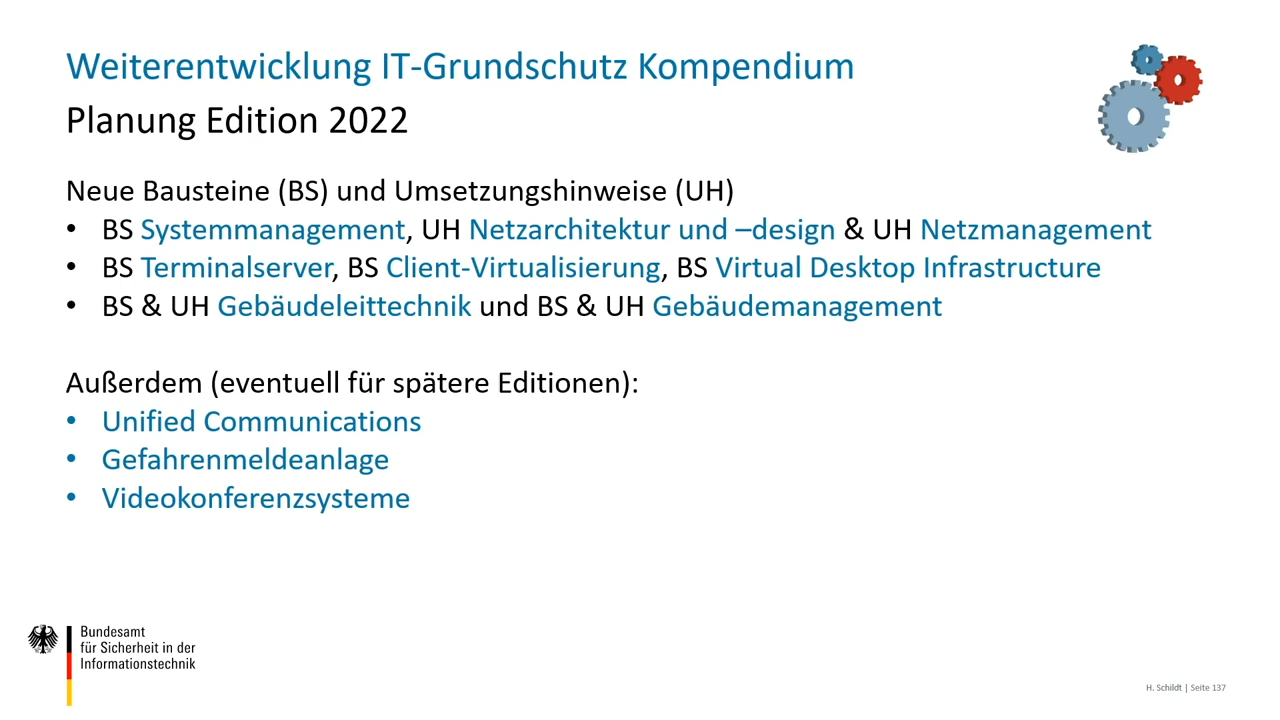 Weiterentwicklung IT-Grundschutz Kompendium
Planung Edition 2022
Neue Bausteine (BS) und Umsetzungshinweise (UH)
• BS Systemmanagement, UH Netzarchitektur und –design & UH Netzmanagement
• BS Terminalserver, BS Client-Virtualisierung, BS Virtual Desktop Infrastructure
• BS & UH Gebäudeleittechnik und BS & UH Gebäudemanagement
Außerdem (eventuell für spätere Editionen):
• Unified Communications
• Gefahrenmeldeanlage
• Videokonferenzsysteme
Bundesamt
für Sicherheit in der
Informationstechnik
H. Schildt | Seite 137